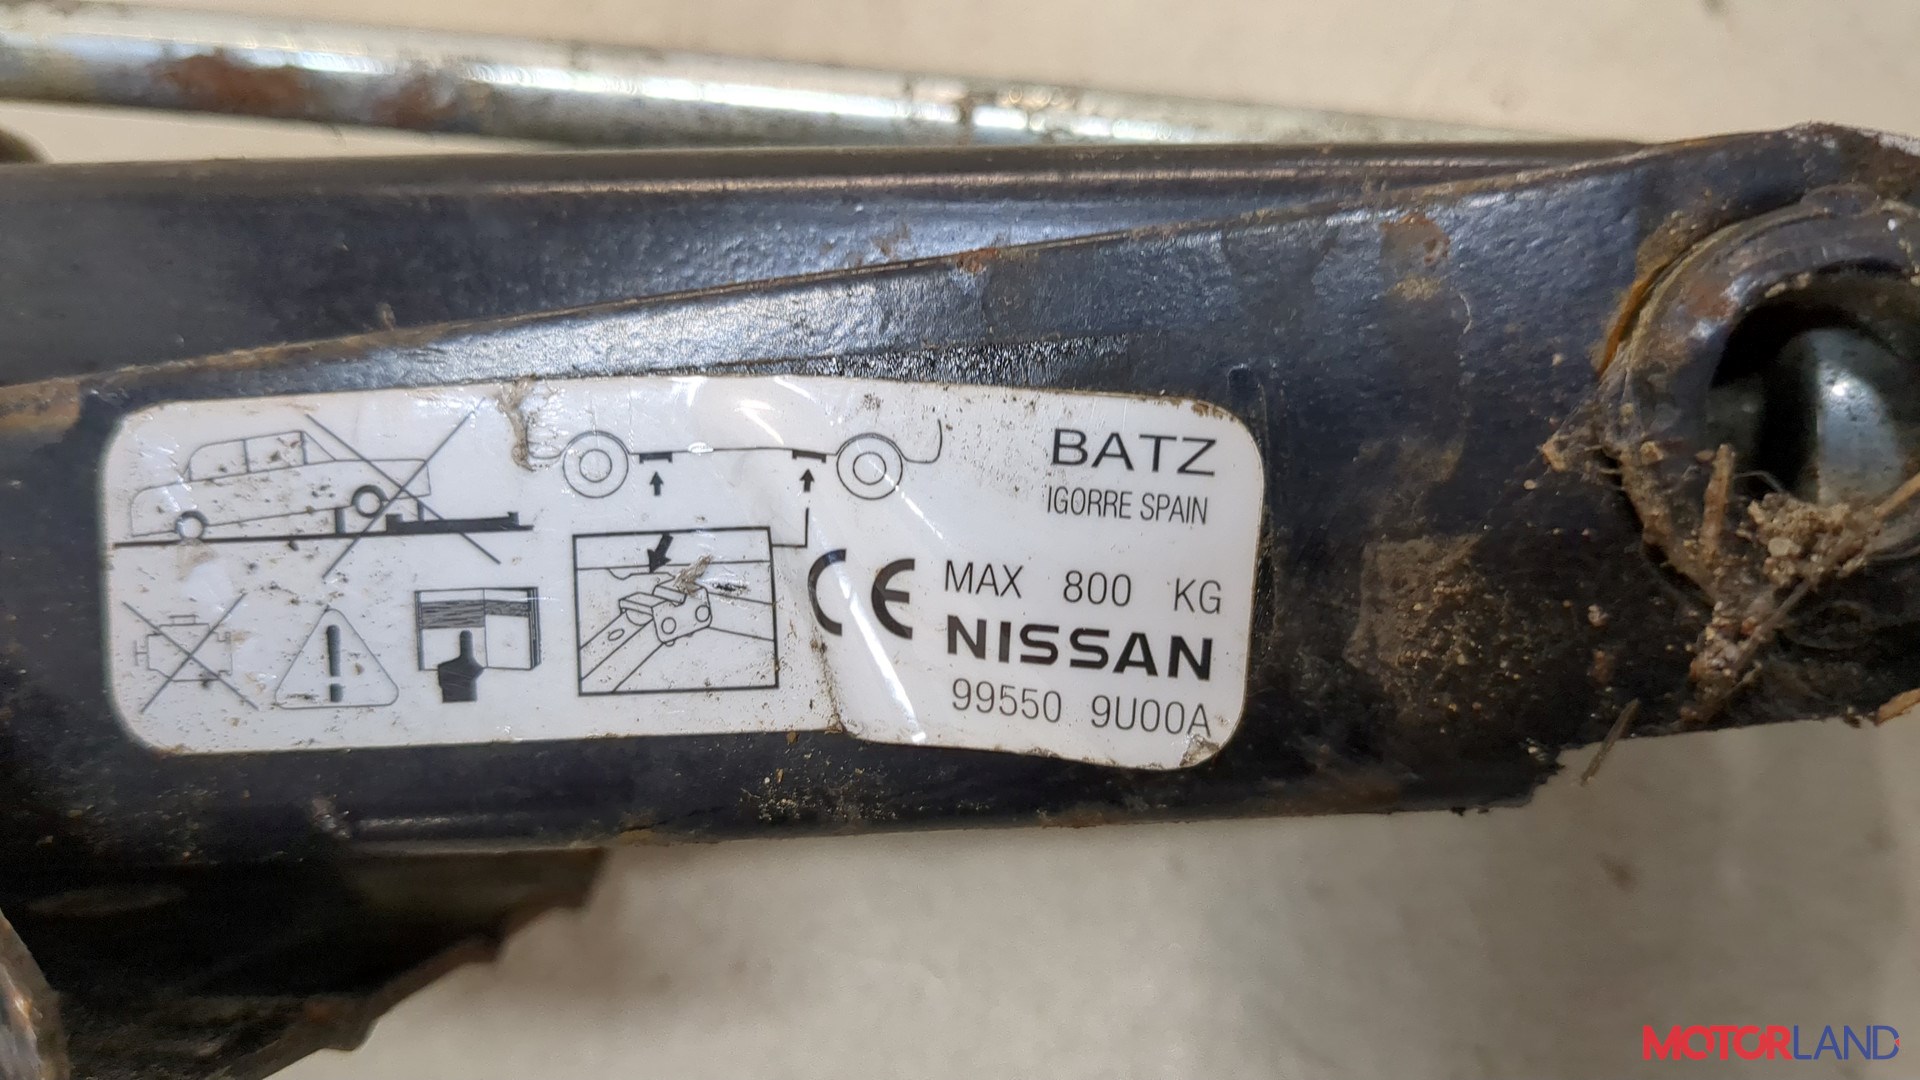 BATZ
IGORRE SPAIN
CE MAX 800 KG
NISSAN
99550 9U00A
MOTORLAND